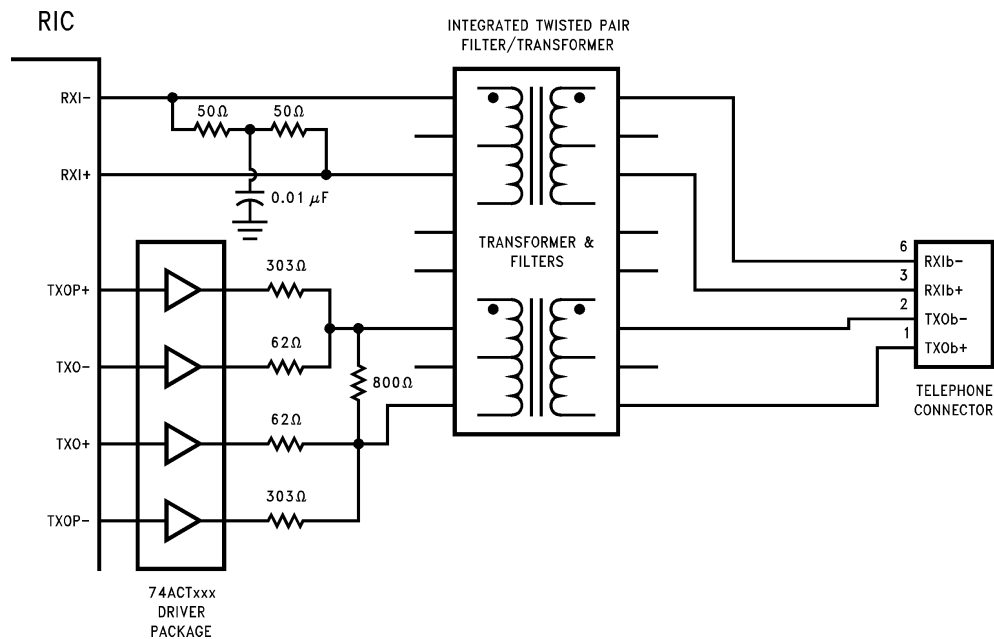 RIC
INTEGRATED TWISTED PAIR
FILTER/TRANSFORMER
RXI-
50Ω
50Ω
RXI+
0.01 μF
TRANSFORMER &
FILTERS
TXOP+
303Ω
TXO-
62Ω
800Ω
TXO+
62Ω
TXOP-
303Ω
6
RXIb-
3
RXIb+
2
TXOb-
1
TXOb+
TELEPHONE
CONNECTOR
74ACTxxx
DRIVER
PACKAGE